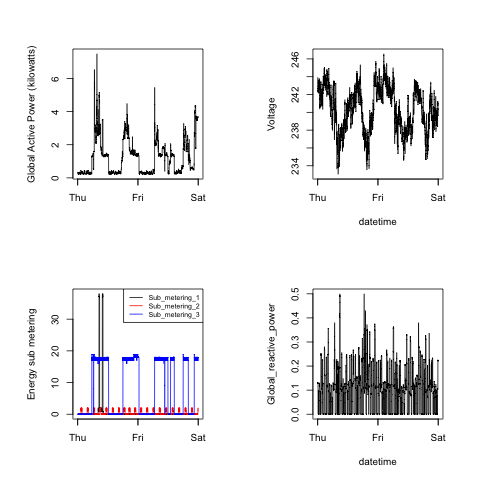 Global Active Power (kilowatts)
0 2 4 6
Thu Fri Sat
Voltage
234 238 242 246
Thu Fri Sat
datetime
Energy sub metering
0 10 20 30
Sub_metering_1
Sub_metering_2
Sub_metering_3
Thu Fri Sat
Global_reactive_power
0.0 0.1 0.2 0.3 0.4 0.5
Thu Fri Sat
datetime